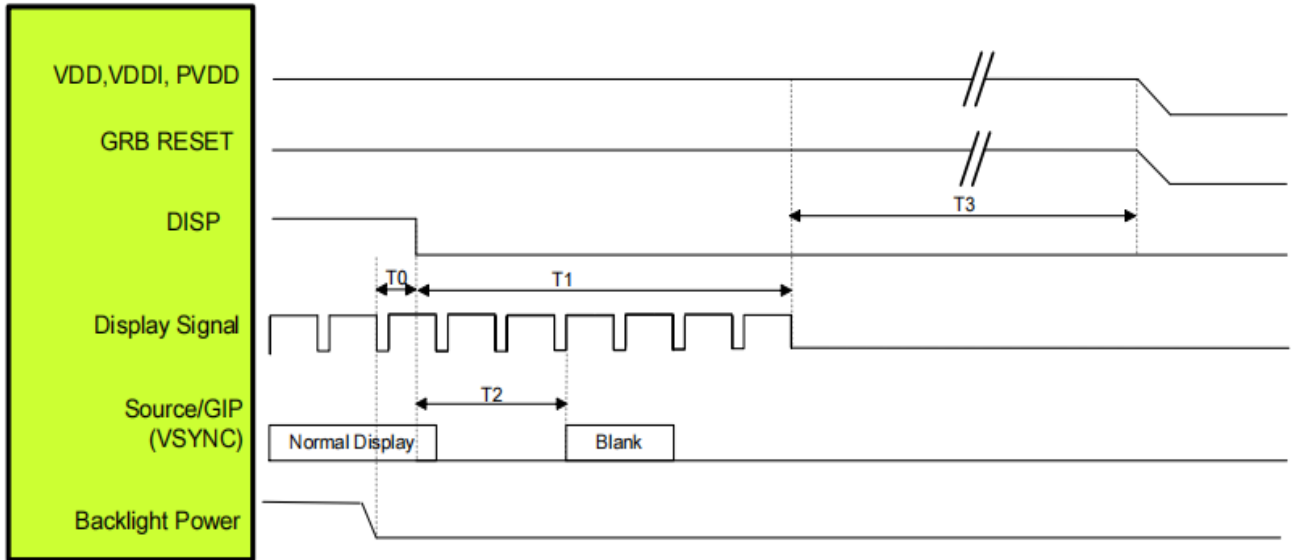 VDD,VDDI, PVDD
GRB RESET
T3
DISP
T0
T1
Display Signal
T2
Source/GIP
(VSYNC)
Normal Display
Blank
Backlight Power